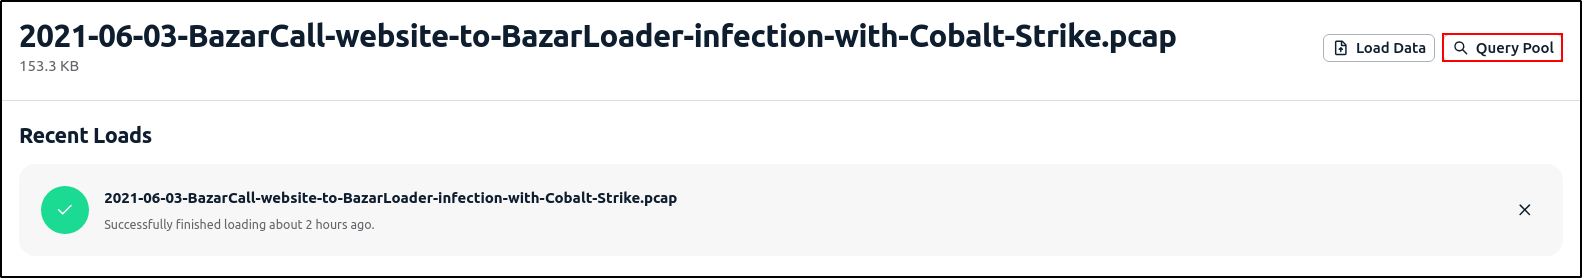 2021-06-03-BazarCall-website-to-BazarLoader-infection-with-Cobalt-Strike.pcap
153.3 KB
Load Data
Query Pool
Recent Loads
2021-06-03-BazarCall-website-to-BazarLoader-infection-with-Cobalt-Strike.pcap
Successfully finished loading about 2 hours ago.